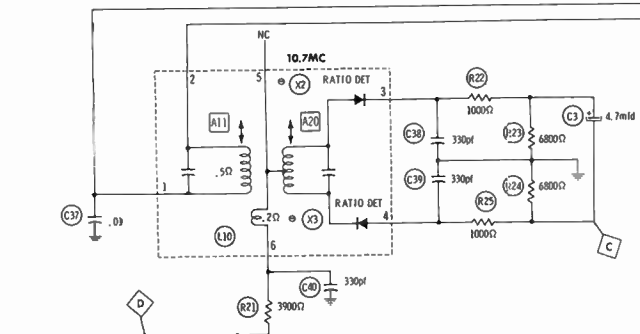 NC
10.7MC
2
5
X2
RATIO DET
3
R22
1000Ω
C3
+
4.7mfd
A11
A20
C38
330pf
R23
6800Ω
.5Ω
1
C39
330pf
R24
6800Ω
RATIO DET
R25
C37
.01
.2Ω
X3
4
1000Ω
L10
C
6
C40
330pf
D
R21
3900Ω